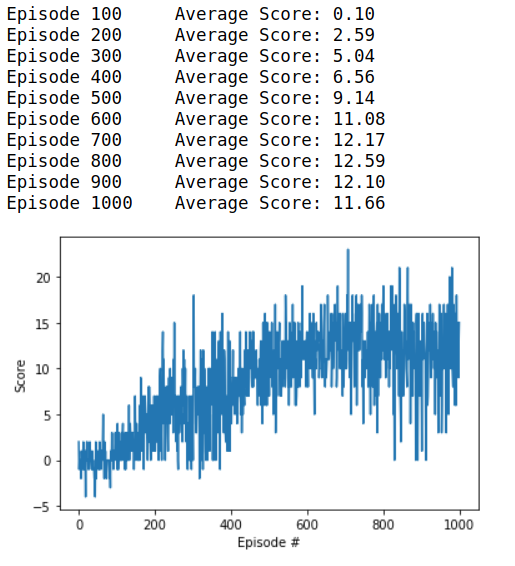 Episode 100 Average Score: 0.10
Episode 200 Average Score: 2.59
Episode 300 Average Score: 5.04
Episode 400 Average Score: 6.56
Episode 500 Average Score: 9.14
Episode 600 Average Score: 11.08
Episode 700 Average Score: 12.17
Episode 800 Average Score: 12.59
Episode 900 Average Score: 12.10
Episode 1000 Average Score: 11.66
20
15
10
5
0
−5
Score
0 200 400 600 800 1000
Episode #